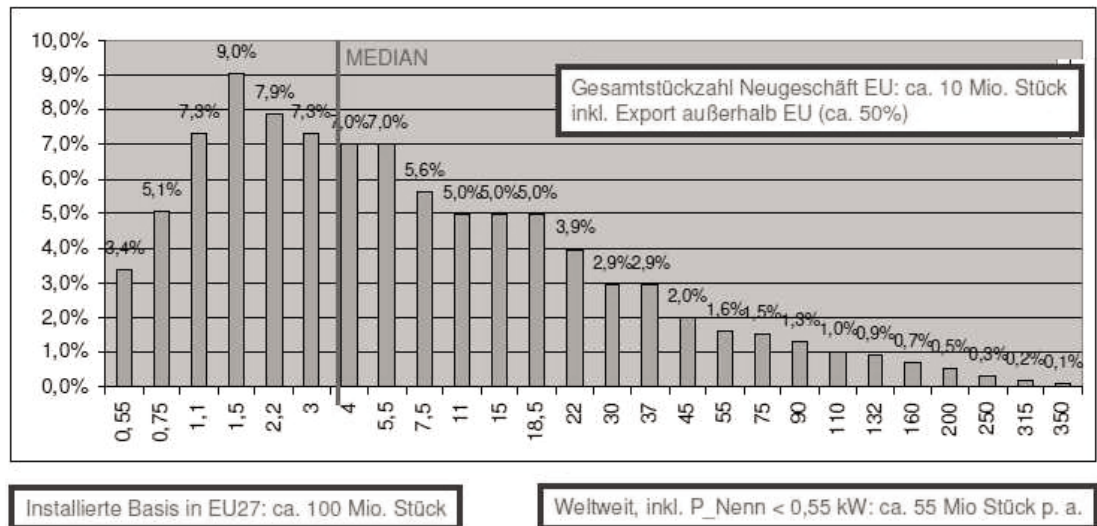 10,0%
9,0%
8,0%
7,0%
6,0%
5,0%
4,0%
3,0%
2,0%
1,0%
0,0%
MEDIAN
Gesamtstückzahl Neugeschäft EU: ca. 10 Mio. Stück
inkl. Export außerhalb EU (ca. 50%)
3,4% 5,1% 7,3% 9,0% 7,9% 7,3% 7,0% 7,0% 5,6% 5,0% 5,0% 5,0% 3,9% 2,9% 2,9% 2,0% 1,6% 1,5% 1,3% 1,0% 0,9% 0,7% 0,5% 0,3% 0,2% 0,1%
0,55 0,75 1,1 1,5 2,2 3 4 5,5 7,5 11 15 18,5 22 30 37 45 55 75 90 110 132 160 200 250 315 350
Installierte Basis in EU27: ca. 100 Mio. Stück
Weltweit, inkl. P_Nenn < 0,55 kW: ca. 55 Mio Stück p. a.